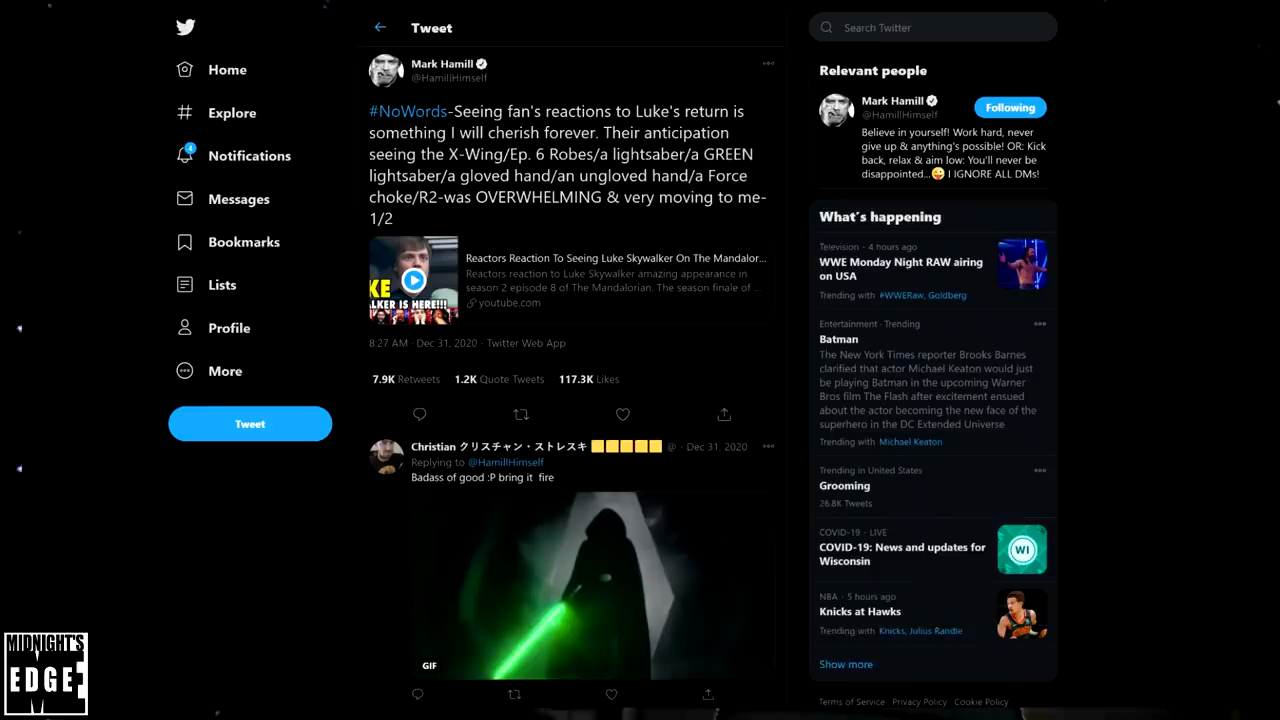 Home
Explore
4
Notifications
Messages
Bookmarks
Lists
Profile
More
Tweet
Tweet
Mark Hamill
@HamillHimself
#NoWords-Seeing fan's reactions to Luke's return is
something I will cherish forever. Their anticipation
seeing the X-Wing/Ep. 6 Robes/a lightsaber/a GREEN
lightsaber/a gloved hand/an ungloved hand/a Force
choke/R2-was OVERWHELMING & very moving to me-
1/2
KE
ALKER IS HERE!!!
Reactors Reaction To Seeing Luke Skywalker On The Mandalor...
Reactors reaction to Luke Skywalker amazing appearance in
season 2 episode 8 of The Mandalorian. The season finale of ...
youtube.com
8:27 AM · Dec 31, 2020 · Twitter Web App
7.9K Retweets 1.2K Quote Tweets 117.3K Likes
Christian クリスチャン・ストレスキ @ · Dec 31, 2020
Replying to @HamillHimself
Badass of good :P bring it fire
GIF
Search Twitter
Relevant people
Mark Hamill
@HamillHimself
Following
Believe in yourself! Work hard, never
give up & anything's possible! OR: Kick
back, relax & aim low: You'll never be
disappointed...😜 I IGNORE ALL DMs!
What's happening
Television · 4 hours ago
WWE Monday Night RAW airing
on USA
Trending with #WWERaw, Goldberg
Entertainment · Trending
Batman
The New York Times reporter Brooks Barnes
clarified that actor Michael Keaton would just
be playing Batman in the upcoming Warner
Bros film The Flash after excitement ensued
about the actor becoming the new face of the
superhero in the DC Extended Universe
Trending with Michael Keaton
Trending in United States
Grooming
26.8K Tweets
COVID-19 · LIVE
COVID-19: News and updates for
Wisconsin
WI
NBA · 5 hours ago
Knicks at Hawks
Trending with Knicks, Julius Randle
Show more
Terms of Service Privacy Policy Cookie Policy
MIDNIGHT'S
EDGE